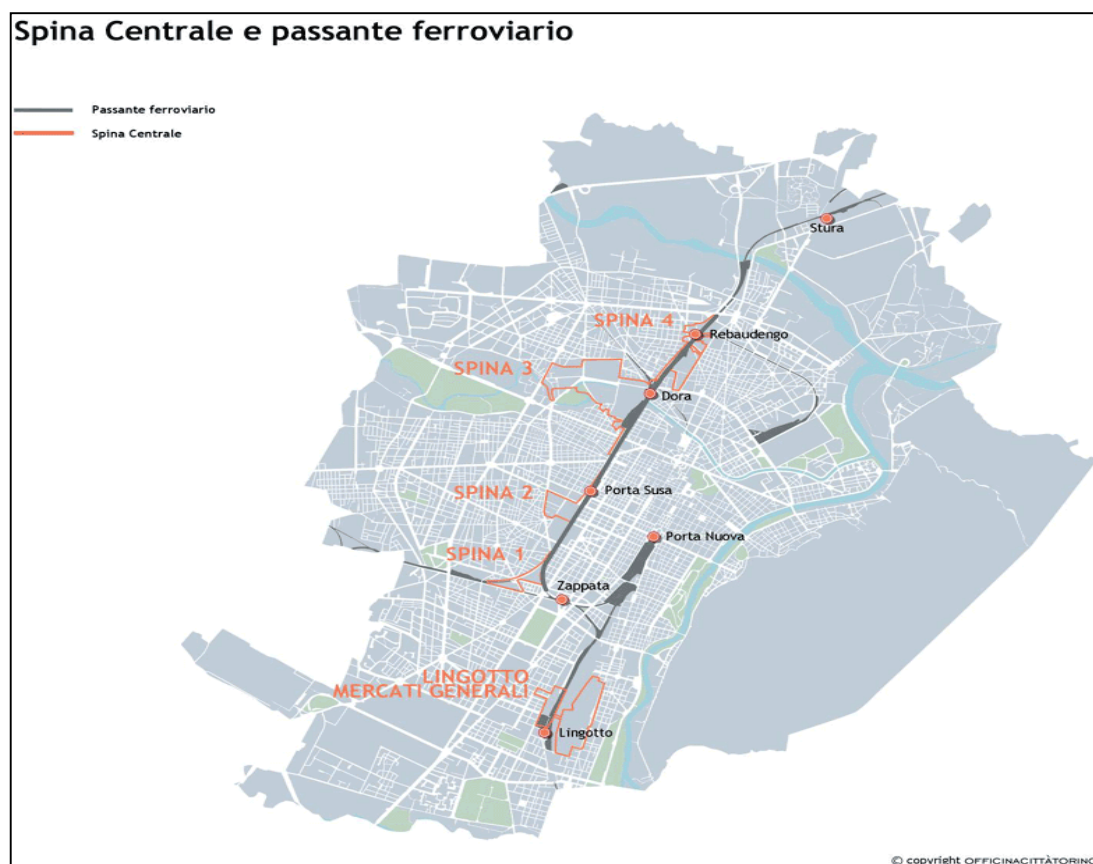 Spina Centrale e passante ferroviario
Passante ferroviario
Spina Centrale
Stura
SPINA 4
Rebaudengo
SPINA 3
Dora
SPINA 2
Porta Susa
Porta Nuova
SPINA 1
Zappata
LINGOTTO
MERCATI GENERALI
Lingotto
© copyright OFFICINACITTÀTORINO